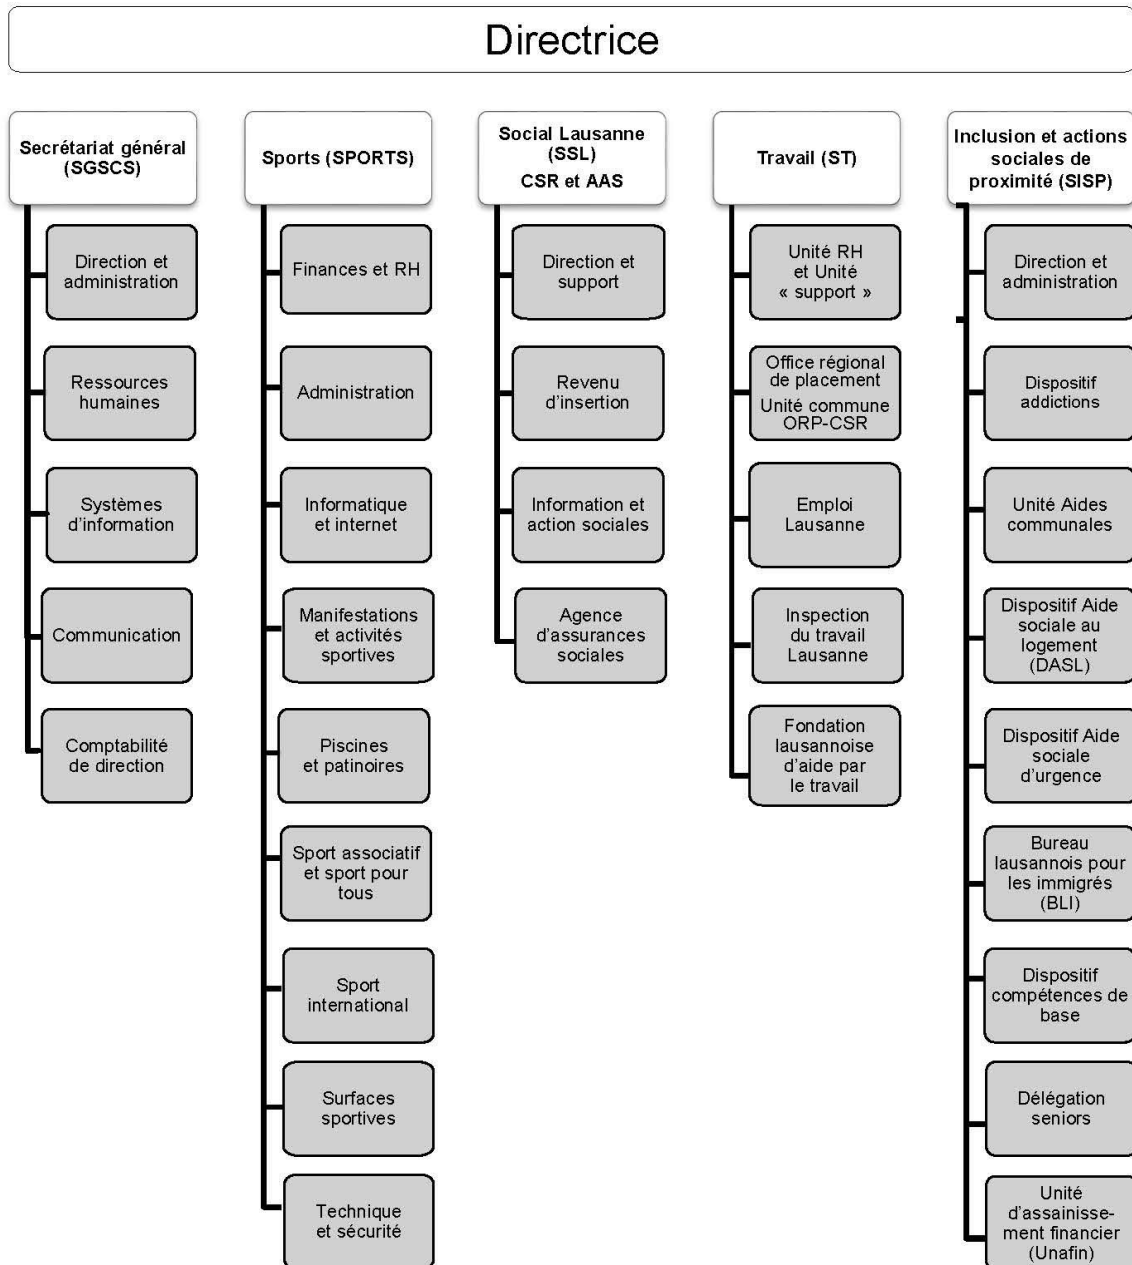 Directrice
Secrétariat général
(SGSCS)
Direction et
administration
Ressources
humaines
Systèmes
d'information
Communication
Comptabilité
de direction
Sports (SPORTS)
Finances et RH
Administration
Informatique
et internet
Manifestations
et activités
sportives
Piscines
et patinoires
Sport associatif
et sport pour
tous
Sport
international
Surfaces
sportives
Technique
et sécurité
Social Lausanne
(SSL)
CSR et AAS
Direction et
support
Revenu
d'insertion
Information et
action sociales
Agence
d'assurances
sociales
Travail (ST)
Unité RH
et Unité
« support »
Office régional
de placement
Unité commune
ORP-CSR
Emploi
Lausanne
Inspection
du travail
Lausanne
Fondation
lausannoise
d'aide par
le travail
Inclusion et actions
sociales de
proximité (SISP)
Direction et
administration
Dispositif
addictions
Unité Aides
communales
Dispositif Aide
sociale au
logement
(DASL)
Dispositif Aide
sociale
d'urgence
Bureau
lausannois pour
les immigrés
(BLI)
Dispositif
compétences de
base
Délégation
seniors
Unité
d'assainisse-
ment financier
(Unafin)